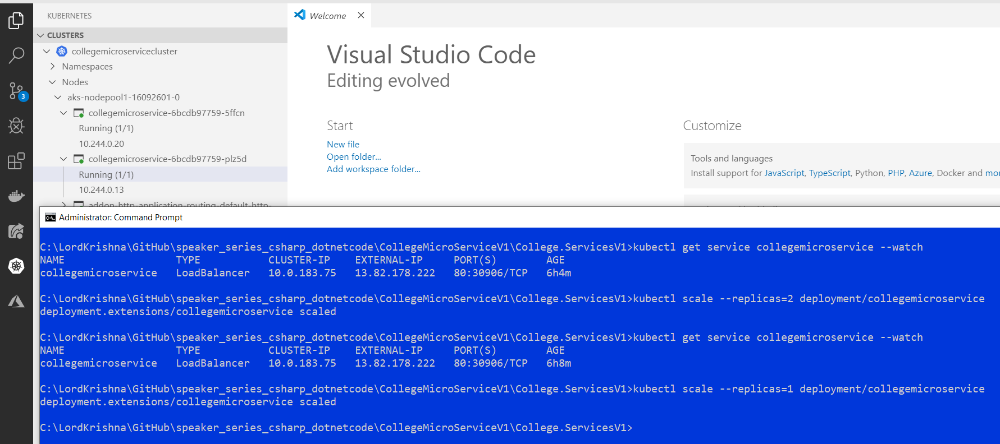 KUBERNETES
CLUSTERS
collegemicroservicecluster
Namespaces
Nodes
aks-nodepool1-16092601-0
collegemicroservice-6bcdb97759-5ffcn
Running (1/1)
10.244.0.20
collegemicroservice-6bcdb97759-plz5d
Running (1/1)
10.244.0.13
addon-http-application-routing-default-http-
3
Welcome
Visual Studio Code
Editing evolved
Start
New file
Open folder...
Add workspace folder...
Customize
Tools and languages
Install support for JavaScript, TypeScript, Python, PHP, Azure, Docker and mor
Administrator: Command Prompt
C:\LordKrishna\GitHub\speaker_series_csharp_dotnetcode\CollegeMicroServiceV1\College.ServicesV1>kubectl get service collegemicroservice --watch
NAME TYPE CLUSTER-IP EXTERNAL-IP PORT(S) AGE
collegemicroservice LoadBalancer 10.0.183.75 13.82.178.222 80:30906/TCP 6h4m
C:\LordKrishna\GitHub\speaker_series_csharp_dotnetcode\CollegeMicroServiceV1\College.ServicesV1>kubectl scale --replicas=2 deployment/collegemicroservice
deployment.extensions/collegemicroservice scaled
C:\LordKrishna\GitHub\speaker_series_csharp_dotnetcode\CollegeMicroServiceV1\College.ServicesV1>kubectl get service collegemicroservice --watch
NAME TYPE CLUSTER-IP EXTERNAL-IP PORT(S) AGE
collegemicroservice LoadBalancer 10.0.183.75 13.82.178.222 80:30906/TCP 6h8m
C:\LordKrishna\GitHub\speaker_series_csharp_dotnetcode\CollegeMicroServiceV1\College.ServicesV1>kubectl scale --replicas=1 deployment/collegemicroservice
deployment.extensions/collegemicroservice scaled
C:\LordKrishna\GitHub\speaker_series_csharp_dotnetcode\CollegeMicroServiceV1\College.ServicesV1>